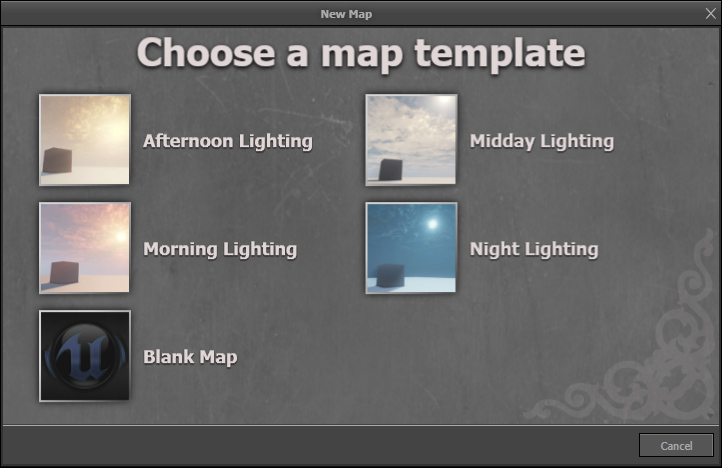 New Map
Choose a map template
Afternoon Lighting
Midday Lighting
Morning Lighting
Night Lighting
Blank Map
Cancel